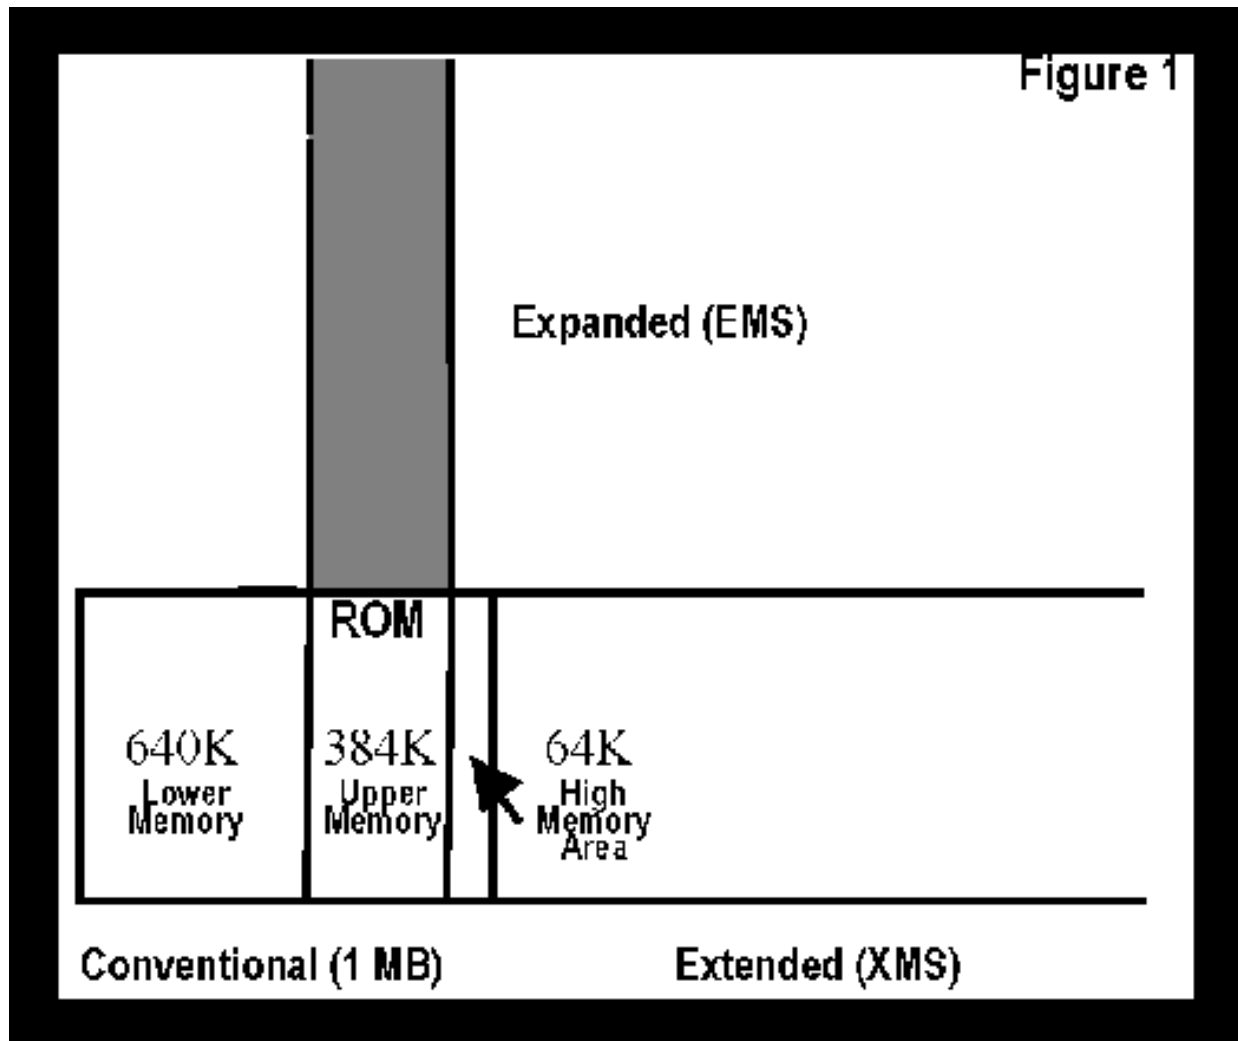 Figure 1
Expanded (EMS)
ROM
640K
Lower
Memory
384K
Upper
Memory
64K
High
Memory
Area
Conventional (1 MB)
Extended (XMS)